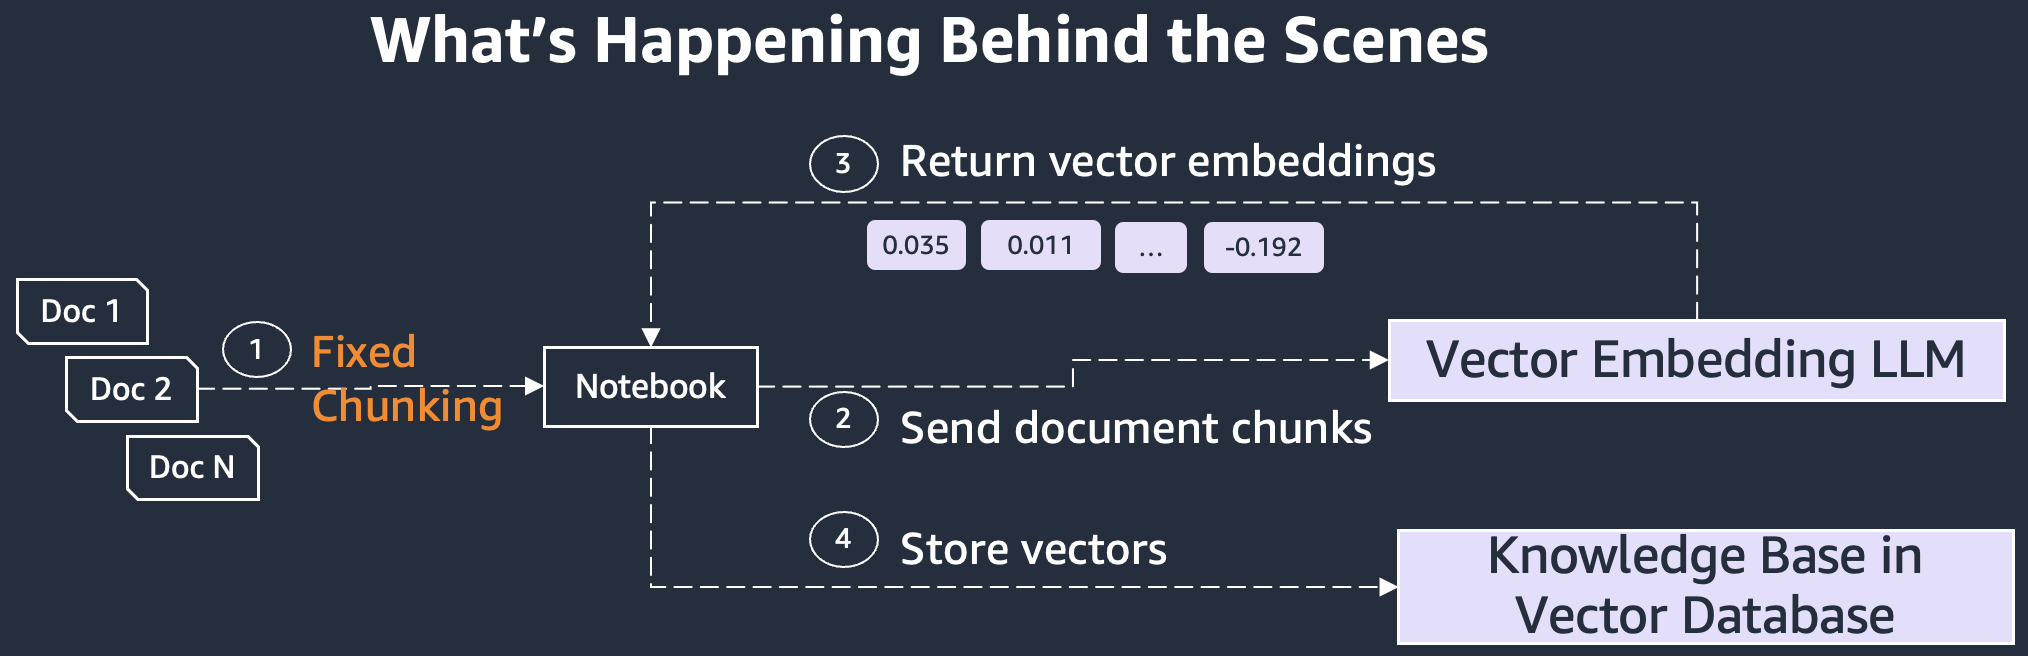 What’s Happening Behind the Scenes
3 Return vector embeddings
0.035 0.011 ... -0.192
Doc 1
Doc 2
Doc N
1 Fixed
Chunking
Notebook
2 Send document chunks
Vector Embedding LLM
4 Store vectors
Knowledge Base in
Vector Database